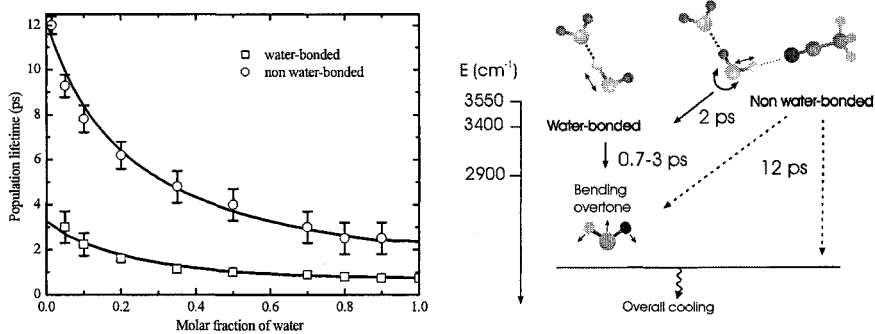 12
10
8
6
4
2
0
Population lifetime (ps)
water-bonded
non water-bonded
0.0 0.2 0.4 0.6 0.8 1.0
Molar fraction of water
E (cm-1)
3550
3400
2900
Water-bonded
Non water-bonded
2 ps
0.7-3 ps
12 ps
Bending
overtone
Overall cooling